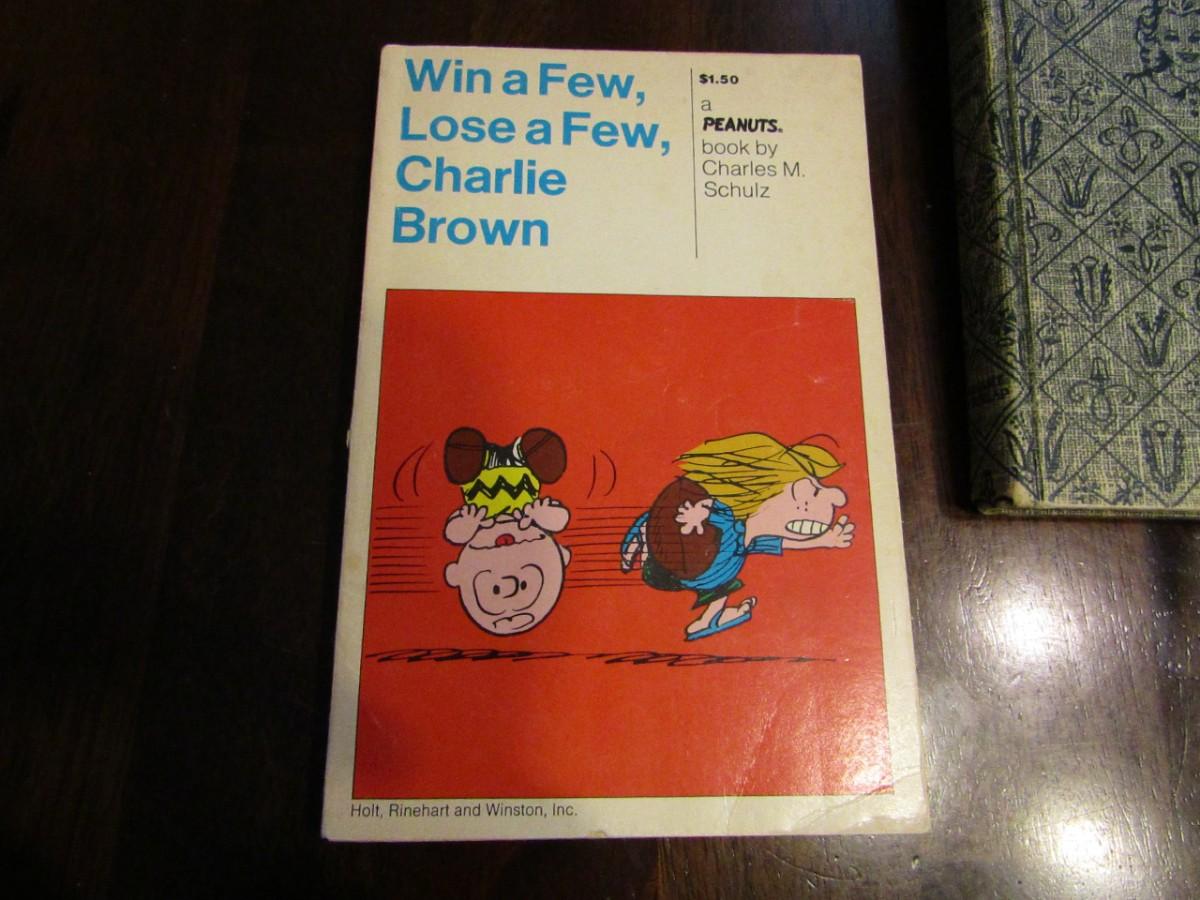 Win a Few,
Lose a Few,
Charlie
Brown
$1.50
a
PEANUTS®
book by
Charles M.
Schulz
Holt, Rinehart and Winston, Inc.